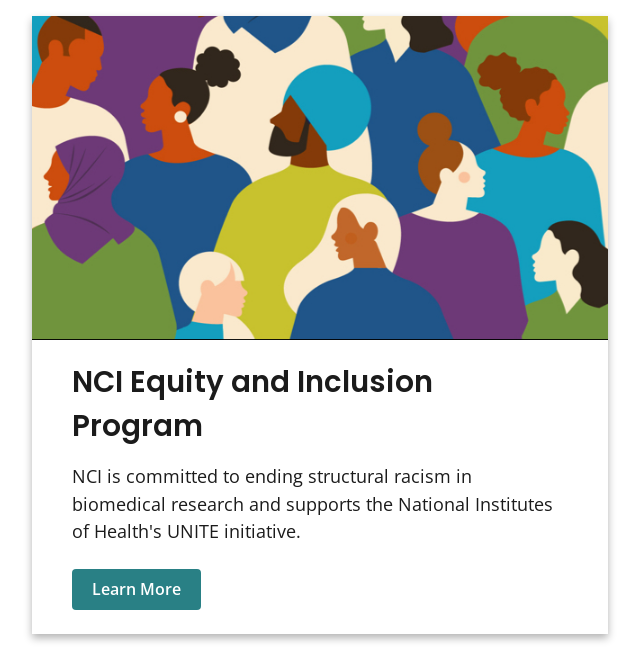 NCI Equity and Inclusion
Program
NCI is committed to ending structural racism in
biomedical research and supports the National Institutes
of Health's UNITE initiative.
Learn More